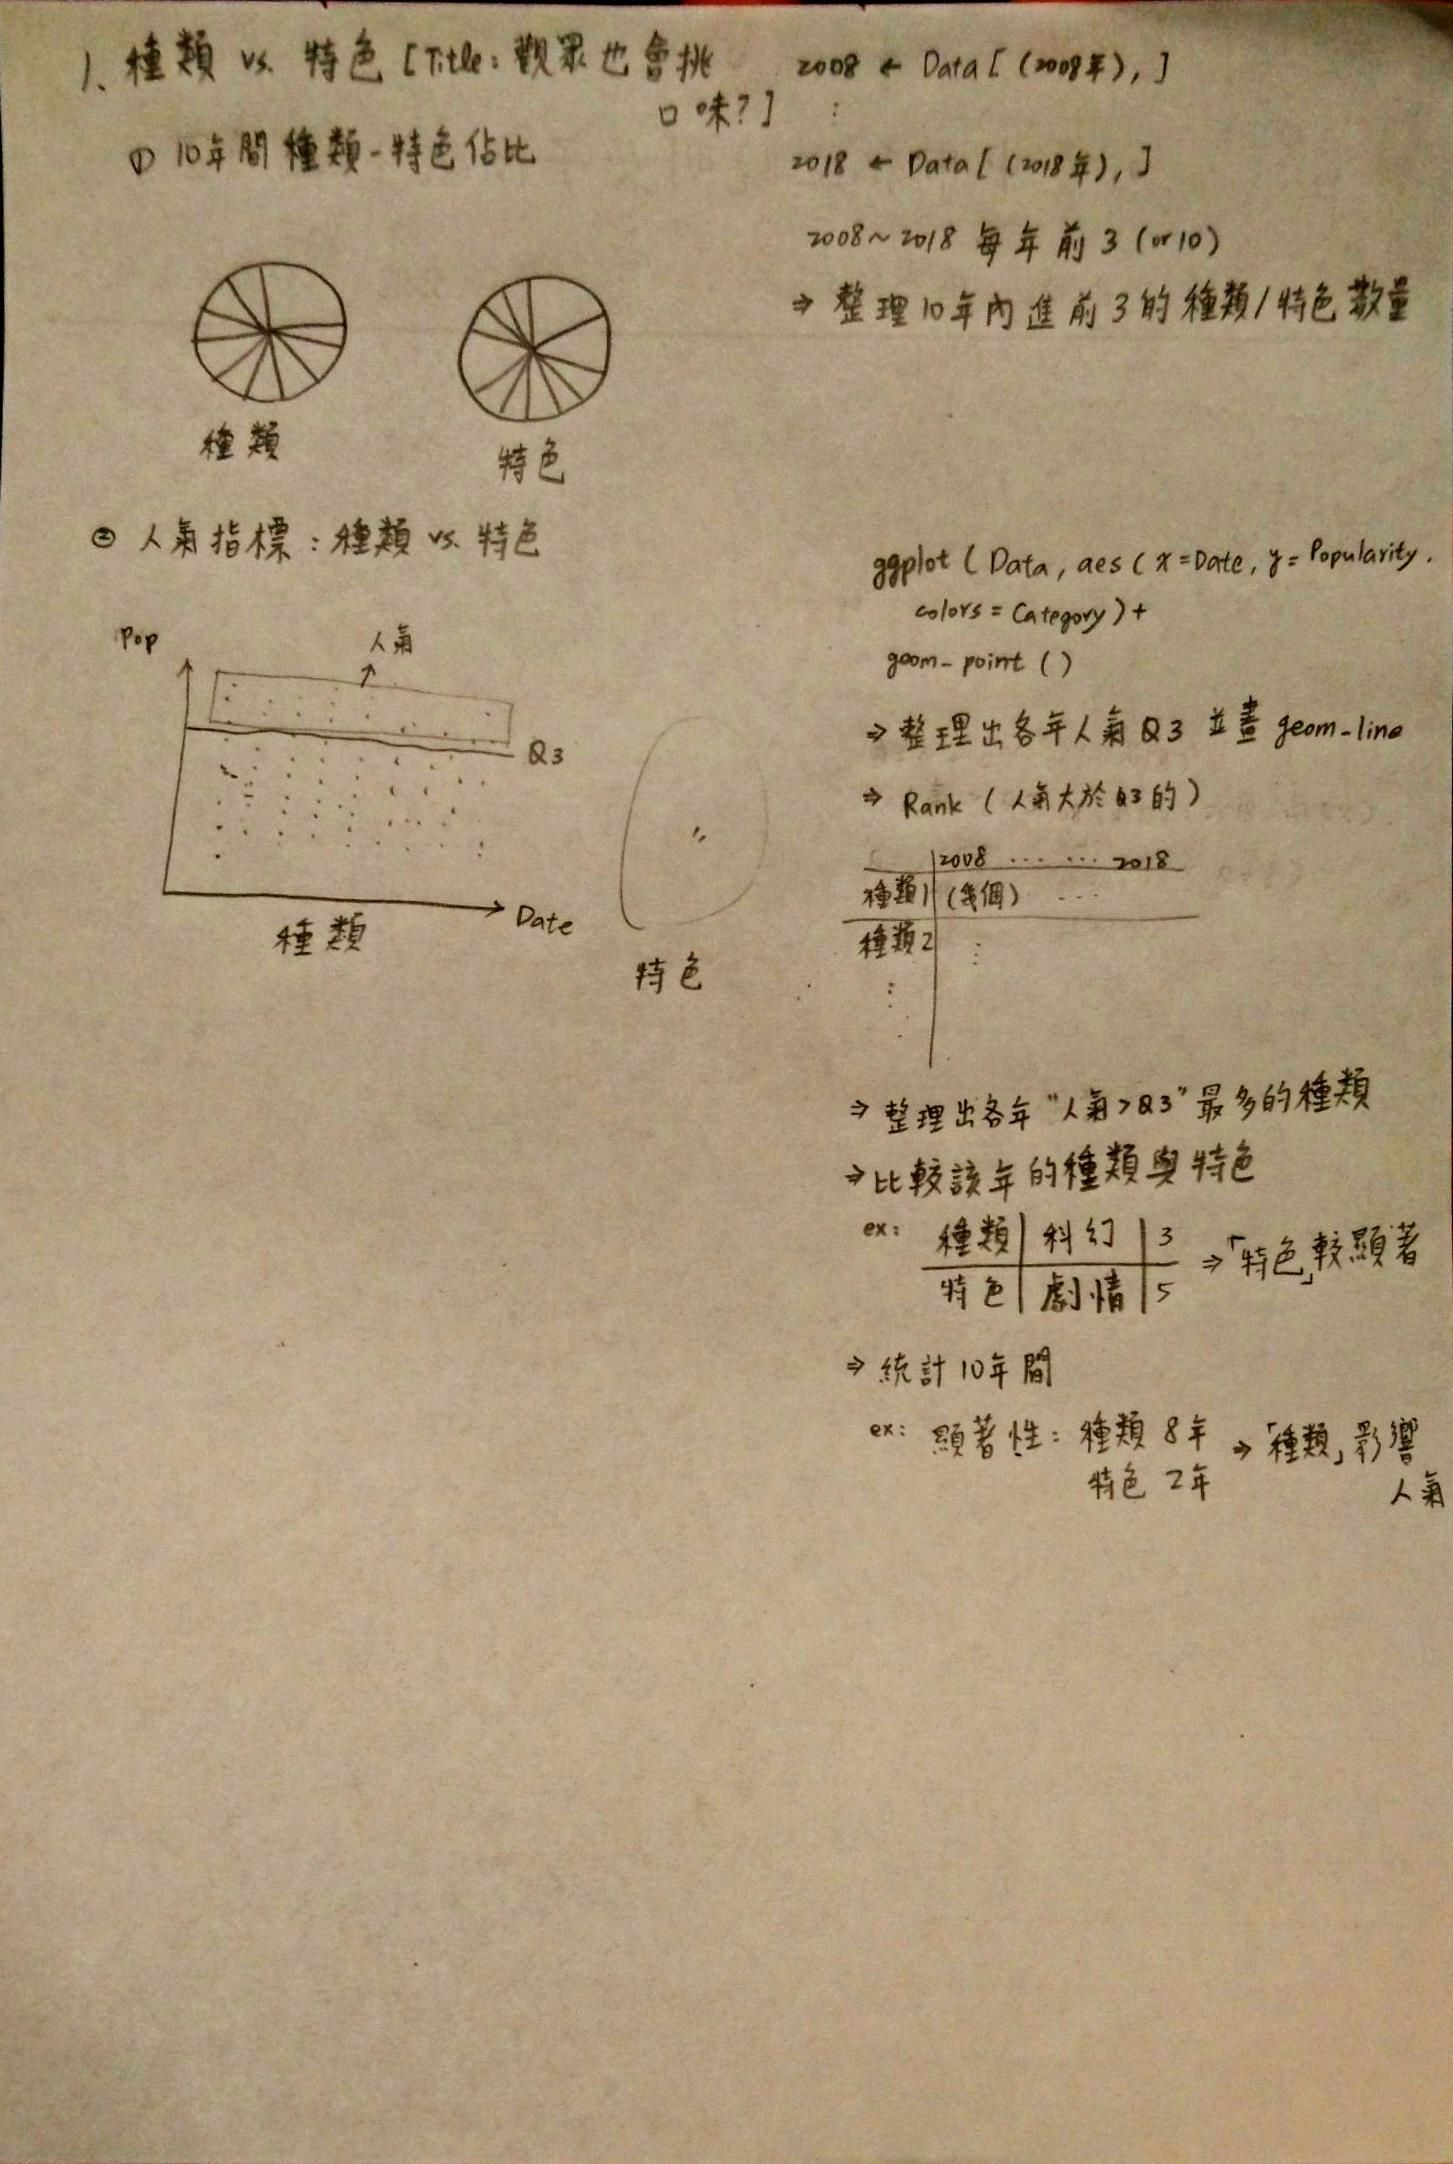 1、種類 vs. 特色 [Title: 觀眾也會挑
口味?]
① 10年間種類-特色佔比
種類
特色
2008 ← Data [ (2008年), ]
⋮
2018 ← Data [ (2018年), ]
2008~2018 每年前3 (or 10)
⇒ 整理10年內進前3的種類/特色數量
② 人氣指標:種類 vs. 特色
Pop
人氣
Q3
Date
種類
特色
ggplot ( Data, aes ( x=Date, y= Popularity,
colors = Category ) +
geom_point ()
⇒ 整理出各年人氣Q3 並畫 geom_line
⇒ Rank (人氣大於Q3的)
2008 ... ... 2018
種類1 (幾個) ...
種類2 ⋮
⋮
⇒ 整理出各年"人氣>Q3"最多的種類
⇒ 比較該年的種類與特色
ex: 種類 科幻 3
特色 劇情 5
⇒「特色」較顯著
⇒ 統計10年間
ex: 顯著性: 種類 8年 ⇒「種類」影響
特色 2年 人氣